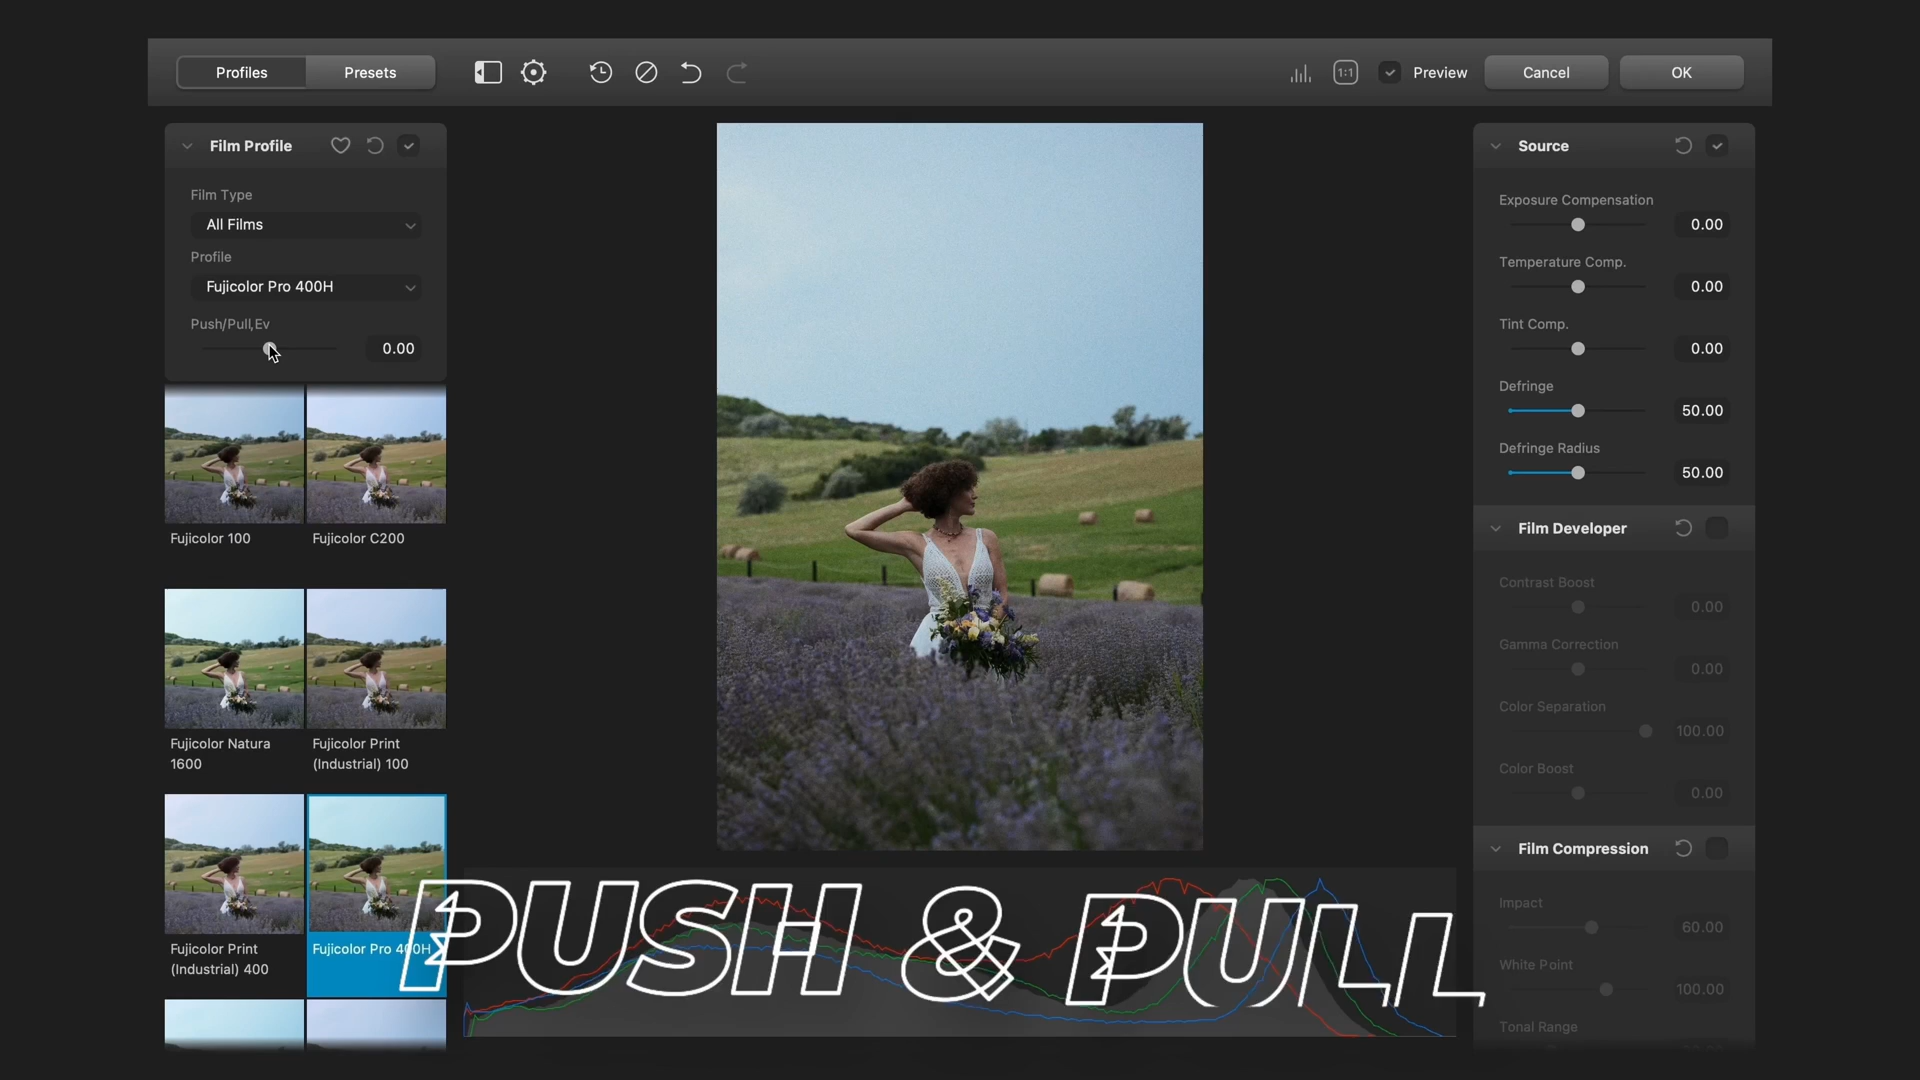 Profiles
Presets
1:1
Preview
Cancel
OK
Film Profile
Film Type
All Films
Profile
Fujicolor Pro 400H
Push/Pull,Ev
0.00
Fujicolor 100
Fujicolor C200
Fujicolor Natura
1600
Fujicolor Print
(Industrial) 100
Fujicolor Print
(Industrial) 400
Fujicolor Pro 400H
PUSH & PULL
Source
Exposure Compensation
0.00
Temperature Comp.
0.00
Tint Comp.
0.00
Defringe
50.00
Defringe Radius
50.00
Film Developer
Contrast Boost
0.00
Gamma Correction
0.00
Color Separation
100.00
Color Boost
0.00
Film Compression
Impact
60.00
White Point
100.00
Tonal Range